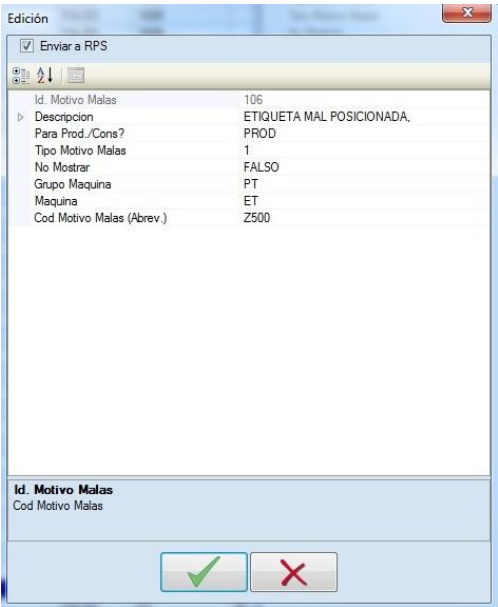 Edición
Enviar a RPS
Id. Motivo Malas 106
Descripcion ETIQUETA MAL POSICIONADA,
Para Prod./Cons? PROD
Tipo Motivo Malas 1
No Mostrar FALSO
Grupo Maquina PT
Maquina ET
Cod Motivo Malas (Abrev.) Z500
Id. Motivo Malas
Cod Motivo Malas